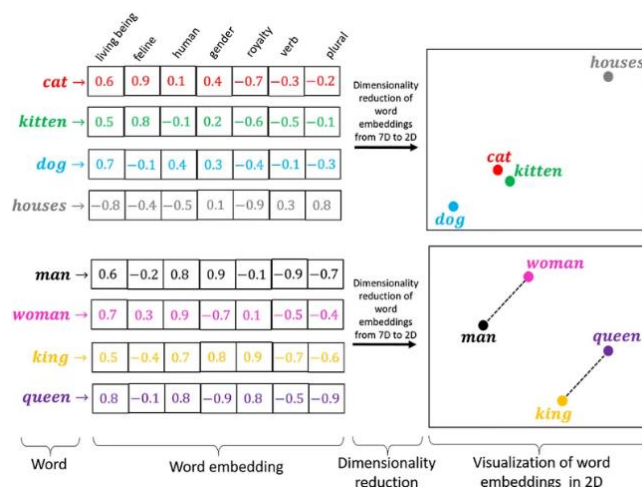 living being feline human gender royalty verb plural
cat → 0.6 0.9 0.1 0.4 −0.7 −0.3 −0.2
kitten → 0.5 0.8 −0.1 0.2 −0.6 −0.5 −0.1
dog → 0.7 −0.1 0.4 0.3 −0.4 −0.1 −0.3
houses → −0.8 −0.4 −0.5 0.1 −0.9 0.3 0.8
Dimensionality
reduction of
word
embeddings
from 7D to 2D
houses
cat
kitten
dog
man → 0.6 −0.2 0.8 0.9 −0.1 −0.9 −0.7
woman → 0.7 0.3 0.9 −0.7 0.1 −0.5 −0.4
king → 0.5 −0.4 0.7 0.8 0.9 −0.7 −0.6
queen → 0.8 −0.1 0.8 −0.9 0.8 −0.5 −0.9
Dimensionality
reduction of
word
embeddings
from 7D to 2D
woman
man
queen
king
Word
Word embedding
Dimensionality
reduction
Visualization of word
embeddings in 2D